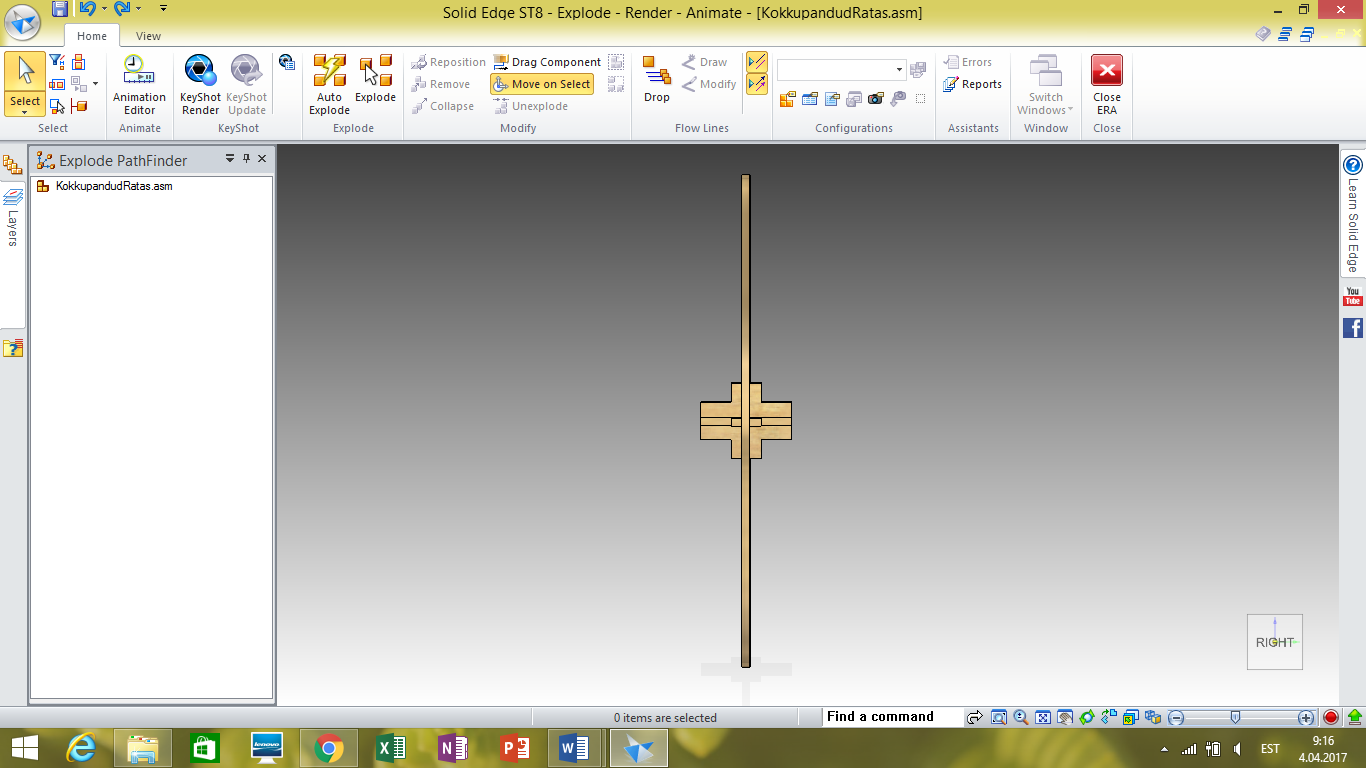 Solid Edge ST8 - Explode - Render - Animate - [KokkupandudRatas.asm]
Home View
Select
Animation Editor
KeyShot Render
KeyShot Update
Auto Explode
Explode
Reposition
Remove
Collapse
Drag Component
Move on Select
Unexplode
Drop
Draw
Modify
Errors
Reports
Switch Windows
Close ERA
Select Animate KeyShot Explode Modify Flow Lines Configurations Assistants Window Close
Explode PathFinder
KokkupandudRatas.asm
Layers
Learn Solid Edge
You Tube
RIGHT
0 items are selected
Find a command
lenovo
EST
9:16
4.04.2017